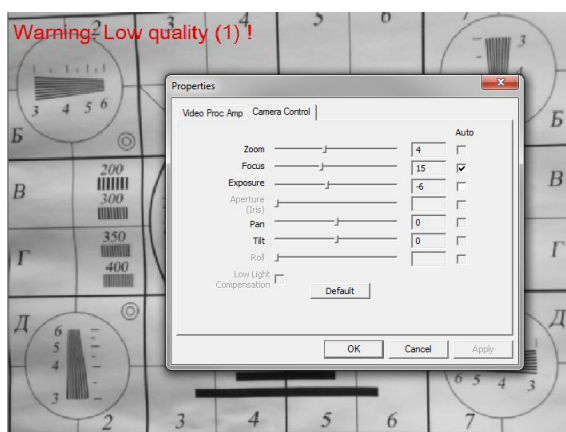 2 3 4 5 6 7
Warning: Low quality (1) !
3
3 4 5 6
Properties
Video Proc Amp Camera Control
Auto
Zoom 4
Focus 15
Exposure -6
Aperture
(Iris)
Pan 0
Tilt 0
Roll
Low Light
Compensation
Default
OK Cancel Apply
Б Б
200
В 300 В
350
Г 400 Г
Д Д
6
5
4
3
6 5 4 3
2 3 4 5 6 7